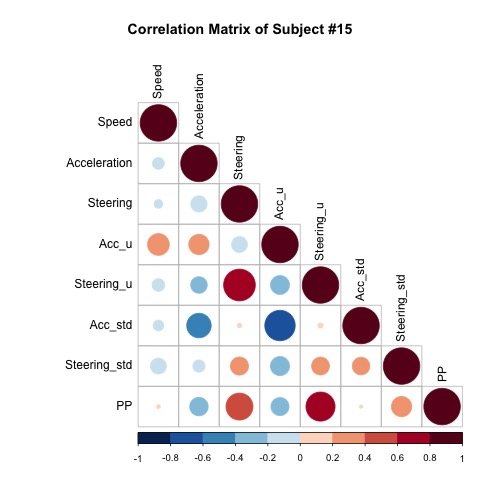 Correlation Matrix of Subject #15
Speed
Acceleration
Steering
Acc_u
Steering_u
Acc_std
Steering_std
PP
Speed
Acceleration
Steering
Acc_u
Steering_u
Acc_std
Steering_std
PP
-1 -0.8 -0.6 -0.4 -0.2 0 0.2 0.4 0.6 0.8 1